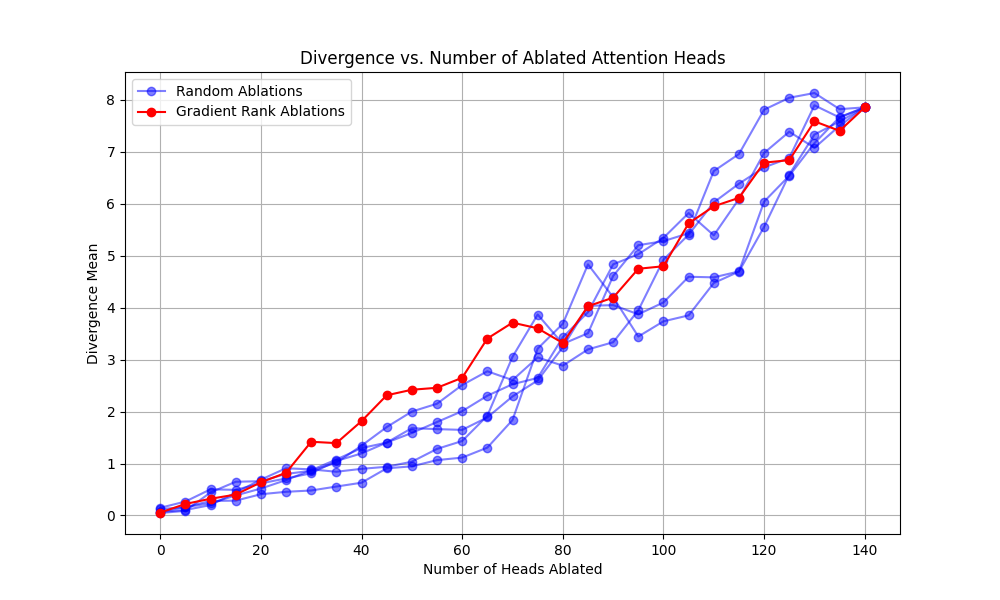 Divergence vs. Number of Ablated Attention Heads
Random Ablations
Gradient Rank Ablations
Divergence Mean
8
7
6
5
4
3
2
1
0
0 20 40 60 80 100 120 140
Number of Heads Ablated